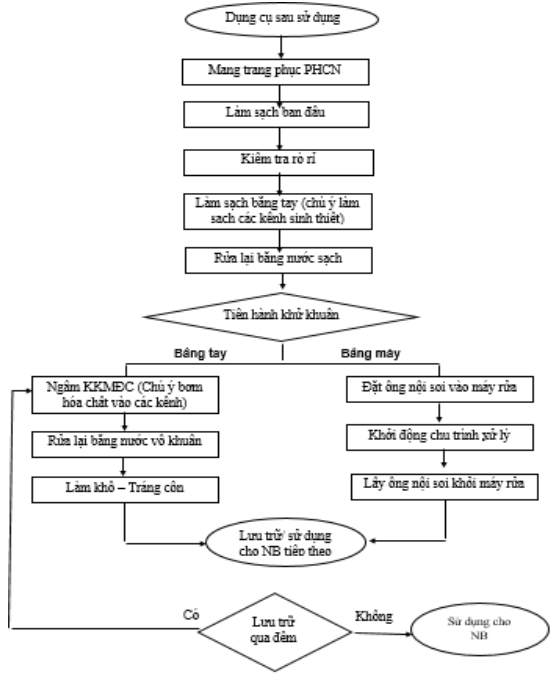 Dụng cụ sau sử dụng
Mang trang phục PHCN
Làm sạch ban đầu
Kiểm tra rò rỉ
Làm sạch bằng tay (chú ý làm
sạch các kênh sinh thiết)
Rửa lại bằng nước sạch
Tiến hành khử khuẩn
Bằng tay
Bằng máy
Ngâm KKMĐC (Chú ý bơm
hóa chất vào các kênh)
Rửa lại bằng nước vô khuẩn
Làm khô – Tráng cồn
Đặt ống nội soi vào máy rửa
Khởi động chu trình xử lý
Lấy ống nội soi khỏi máy rửa
Lưu trữ/ sử dụng
cho NB tiếp theo
Có
Lưu trữ
qua đêm
Không
Sử dụng cho
NB